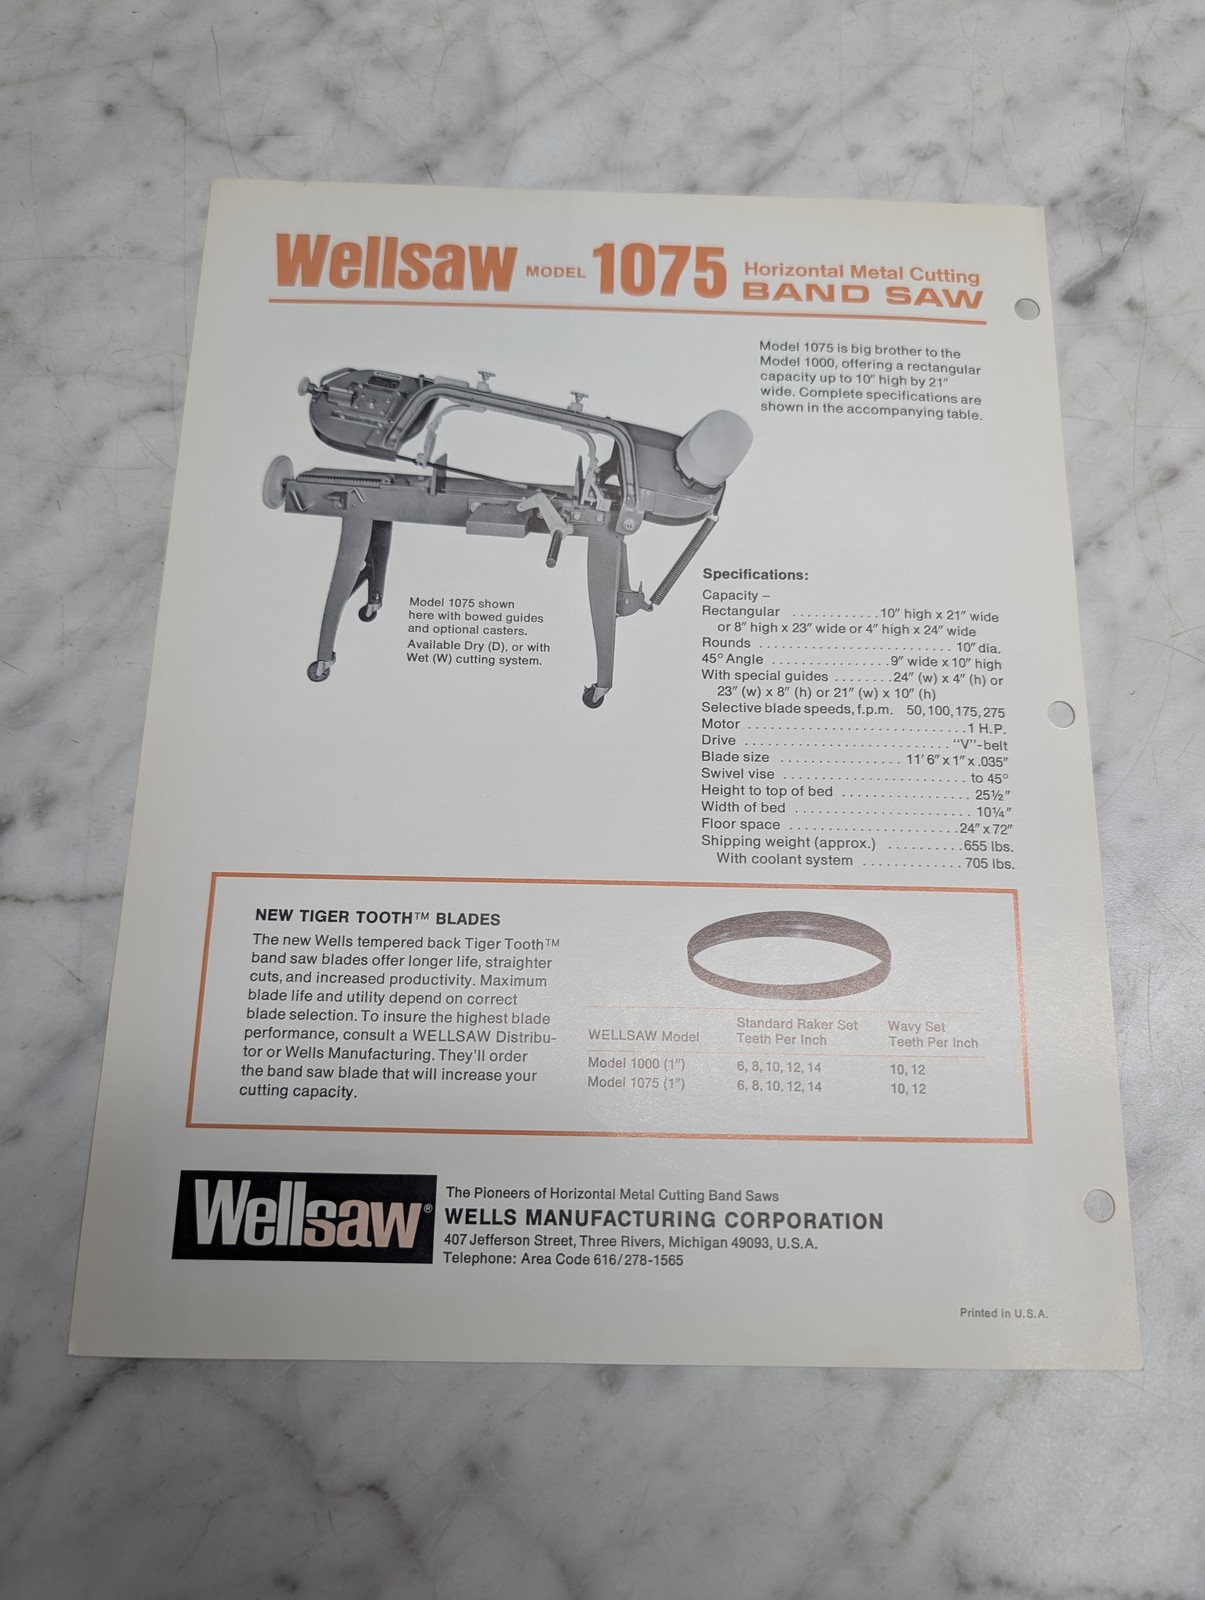 Wellsaw MODEL 1075 Horizontal Metal Cutting
BAND SAW
Model 1075 is big brother to the
Model 1000, offering a rectangular
capacity up to 10″ high by 21″
wide. Complete specifications are
shown in the accompanying table.
Model 1075 shown
here with bowed guides
and optional casters.
Available Dry (D), or with
Wet (W) cutting system.
Specifications:
Capacity –
Rectangular ........... 10″ high x 21″ wide
or 8″ high x 23″ wide or 4″ high x 24″ wide
Rounds ......................... 10″ dia.
45° Angle ............... 9″ wide x 10″ high
With special guides ........ 24″ (w) x 4″ (h) or
23″ (w) x 8″ (h) or 21″ (w) x 10″ (h)
Selective blade speeds, f.p.m. 50, 100, 175, 275
Motor ............................ 1 H.P.
Drive .......................... "V"-belt
Blade size ................ 11′ 6″ x 1″ x .035″
Swivel vise ........................ to 45°
Height to top of bed ................. 25½″
Width of bed ....................... 10¼″
Floor space ...................... 24″ x 72″
Shipping weight (approx.) .......... 655 lbs.
With coolant system ............. 705 lbs.
NEW TIGER TOOTH™ BLADES
The new Wells tempered back Tiger Tooth™
band saw blades offer longer life, straighter
cuts, and increased productivity. Maximum
blade life and utility depend on correct
blade selection. To insure the highest blade
performance, consult a WELLSAW Distribu-
tor or Wells Manufacturing. They'll order
the band saw blade that will increase your
cutting capacity.
WELLSAW Model Standard Raker Set Teeth Per Inch Wavy Set Teeth Per Inch
Model 1000 (1″) 6, 8, 10, 12, 14 10, 12
Model 1075 (1″) 6, 8. 10. 12, 14 10, 12
Wellsaw®
The Pioneers of Horizontal Metal Cutting Band Saws
WELLS MANUFACTURING CORPORATION
407 Jefferson Street, Three Rivers, Michigan 49093, U.S.A.
Telephone: Area Code 616/278-1565
Printed in U.S.A.